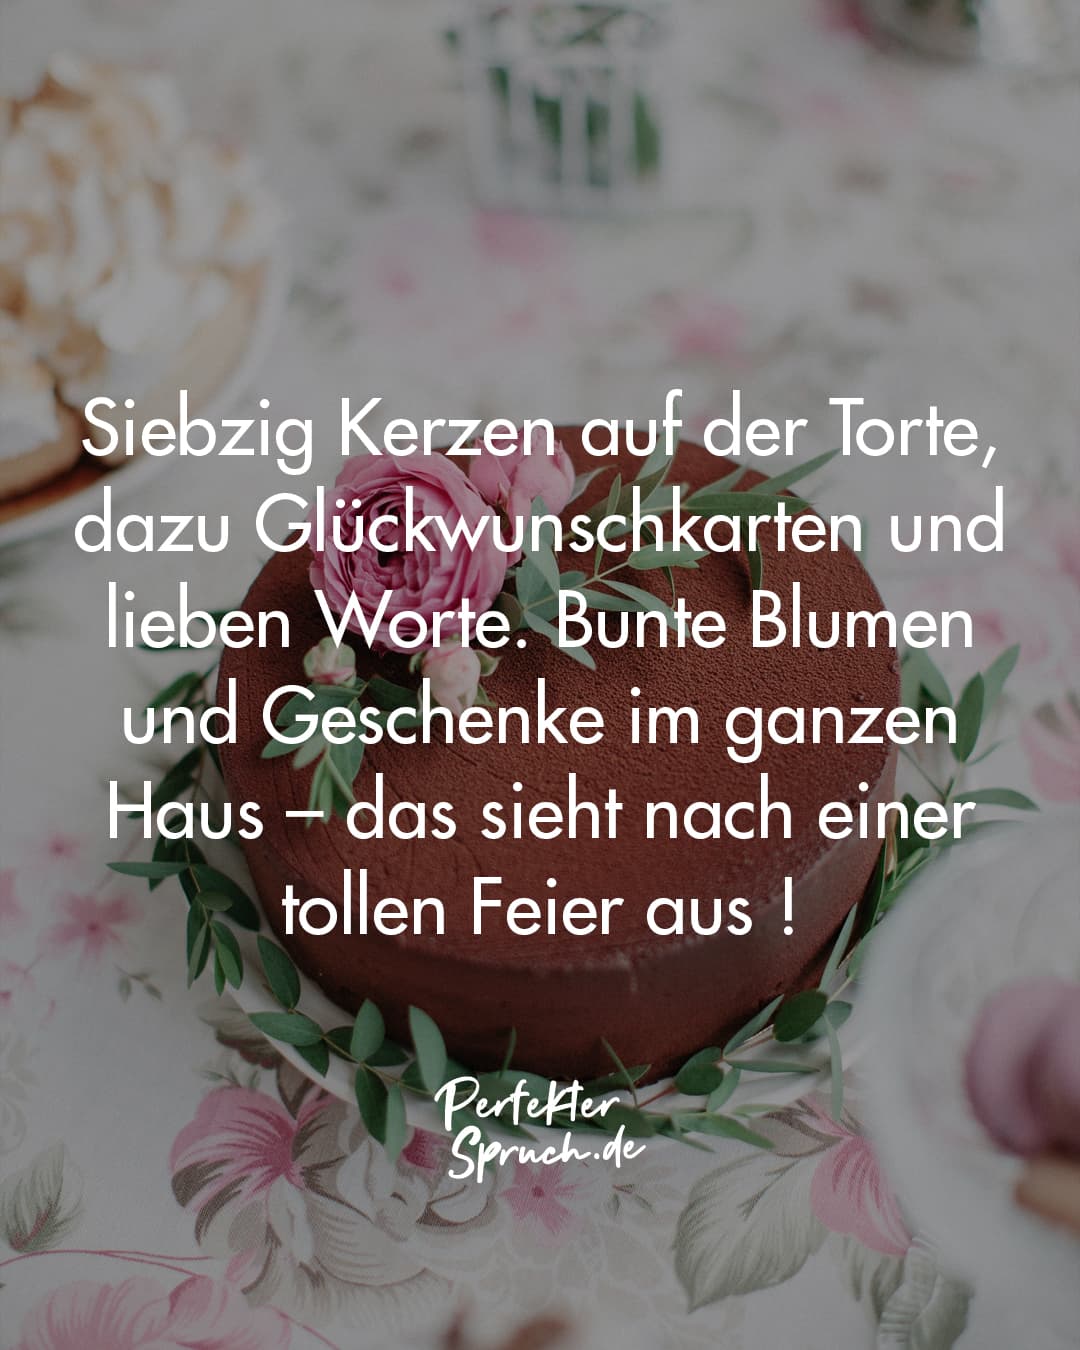 Siebzig Kerzen auf der Torte,
dazu Glückwunschkarten und
lieben Worte. Bunte Blumen
und Geschenke im ganzen
Haus – das sieht nach einer
tollen Feier aus !
Perfekter
Spruch.de